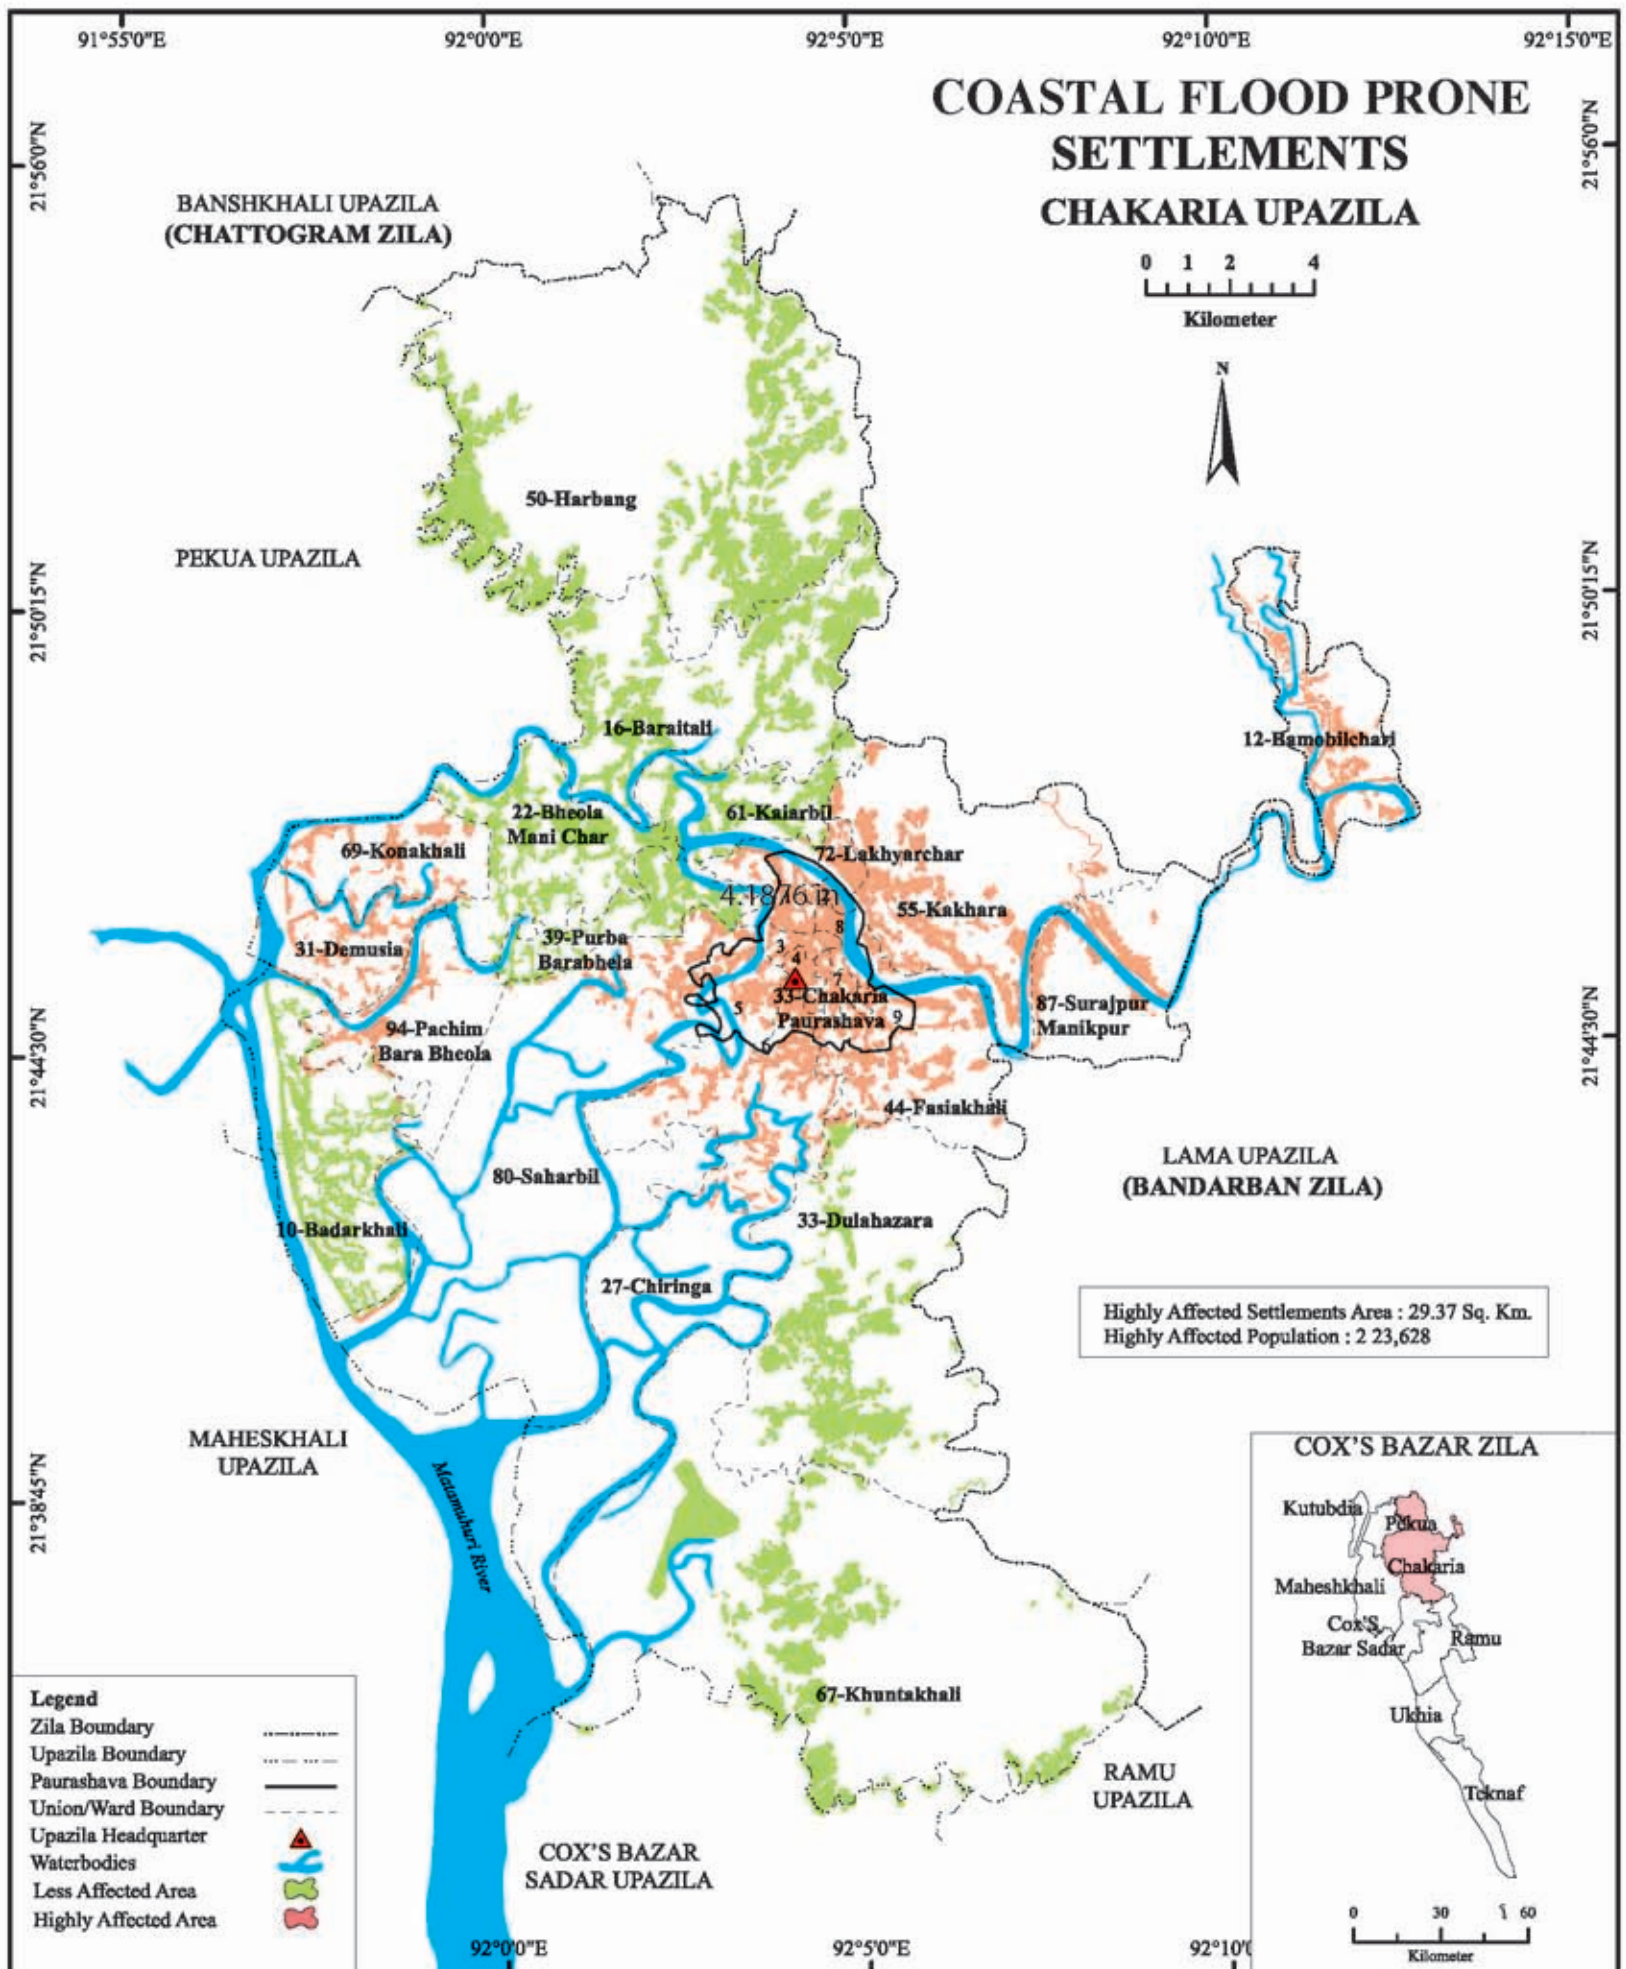 91°55'0"E
92°0'0"E
92°5'0"E
92°10'0"E
92°15'0"E
COASTAL FLOOD PRONE
SETTLEMENTS
CHAKARIA UPAZILA
0 1 2 4
Kilometer
N
21°56'0"N
21°56'0"N
BANSHKHALI UPAZILA
(CHATTOGRAM ZILA)
50-Harbang
PEKUA UPAZILA
21°50'15"N
21°50'15"N
16-Baraitali
12-Bamobilchari
22-Bheola
Mani Char
61-Kaiarbil
69-Konakhali
72-Lakhyarchar
4.1876 in
1
2
55-Kakhara
31-Demusia
39-Purba
Barabhela
8
3
4
7
33-Chakaria
Paurashava
5
9
6
87-Surajpur
Manikpur
94-Pachim
Bara Bheola
21°44'30"N
21°44'30"N
44-Fasiakhali
80-Saharbil
LAMA UPAZILA
(BANDARBAN ZILA)
10-Badarkhali
33-Dulahazara
27-Chiringa
Highly Affected Settlements Area : 29.37 Sq. Km.
Highly Affected Population : 2 23,628
MAHESKHALI
UPAZILA
21°38'45"N
Matamuhuri River
COX'S BAZAR ZILA
Kutubdia
Pekua
Chakaria
Maheshkhali
Cox'S
Bazar Sadar
Ramu
Ukhia
Teknaf
0 30 60
Kilometer
67-Khuntakhali
RAMU
UPAZILA
COX'S BAZAR
SADAR UPAZILA
Legend
Zila Boundary
Upazila Boundary
Paurashava Boundary
Union/Ward Boundary
Upazila Headquarter
Waterbodies
Less Affected Area
Highly Affected Area
92°0'0"E
92°5'0"E
92°10'0